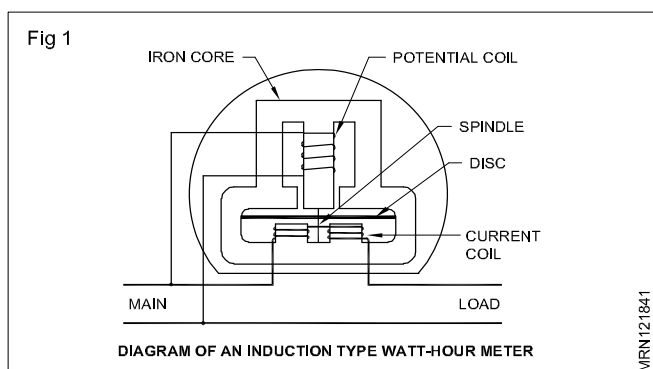 Fig 1
IRON CORE
POTENTIAL COIL
SPINDLE
DISC
CURRENT
COIL
MAIN
LOAD
DIAGRAM OF AN INDUCTION TYPE WATT-HOUR METER
MRN121841